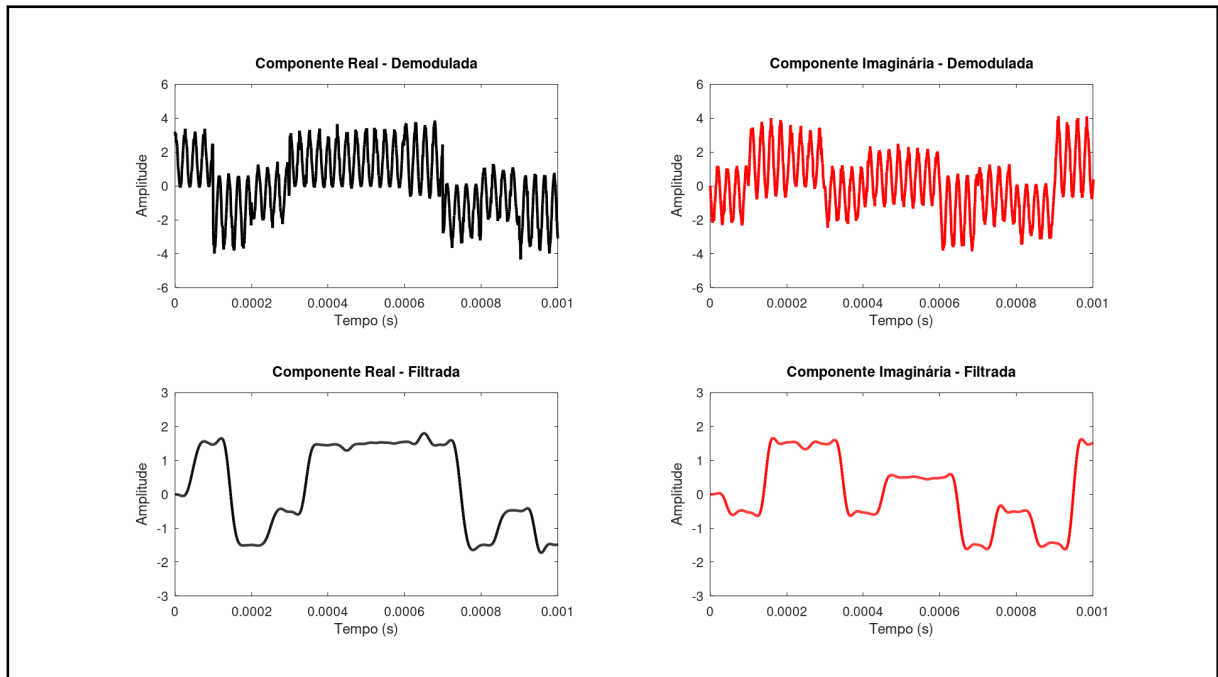 Componente Real - Demodulada
Amplitude
6
4
2
0
-2
-4
-6
0 0.0002 0.0004 0.0006 0.0008 0.001
Tempo (s)
Componente Imaginária - Demodulada
Amplitude
6
4
2
0
-2
-4
-6
0 0.0002 0.0004 0.0006 0.0008 0.001
Tempo (s)
Componente Real - Filtrada
Amplitude
3
2
1
0
-1
-2
-3
0 0.0002 0.0004 0.0006 0.0008 0.001
Tempo (s)
Componente Imaginária - Filtrada
Amplitude
3
2
1
0
-1
-2
-3
0 0.0002 0.0004 0.0006 0.0008 0.001
Tempo (s)